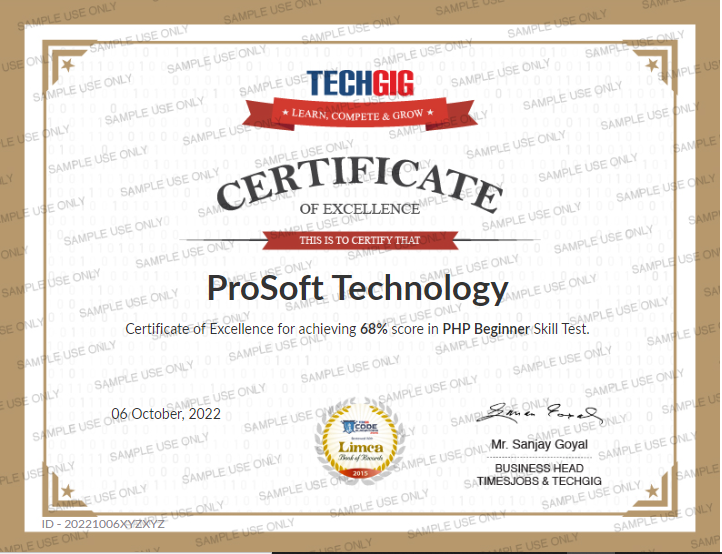 TECHGIG
★ LEARN, COMPETE & GROW ★
CERTIFICATE
OF EXCELLENCE
THIS IS TO CERTIFY THAT
ProSoft Technology
Certificate of Excellence for achieving 68% score in PHP Beginner Skill Test.
06 October, 2022
CODE
Limca
Book of Records
2015
Mr. Sanjay Goyal
BUSINESS HEAD
TIMESJOBS & TECHGIG
ID - 20221006XYZXYZ
SAMPLE USE ONLY